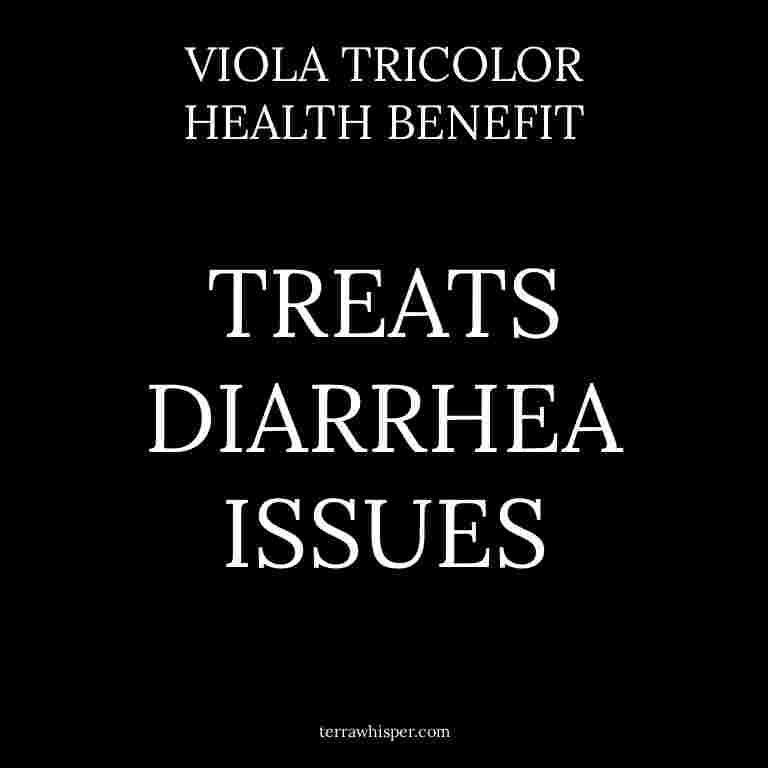 VIOLA TRICOLOR
HEALTH BENEFIT
TREATS
DIARRHEA
ISSUES
terrawhisper.com